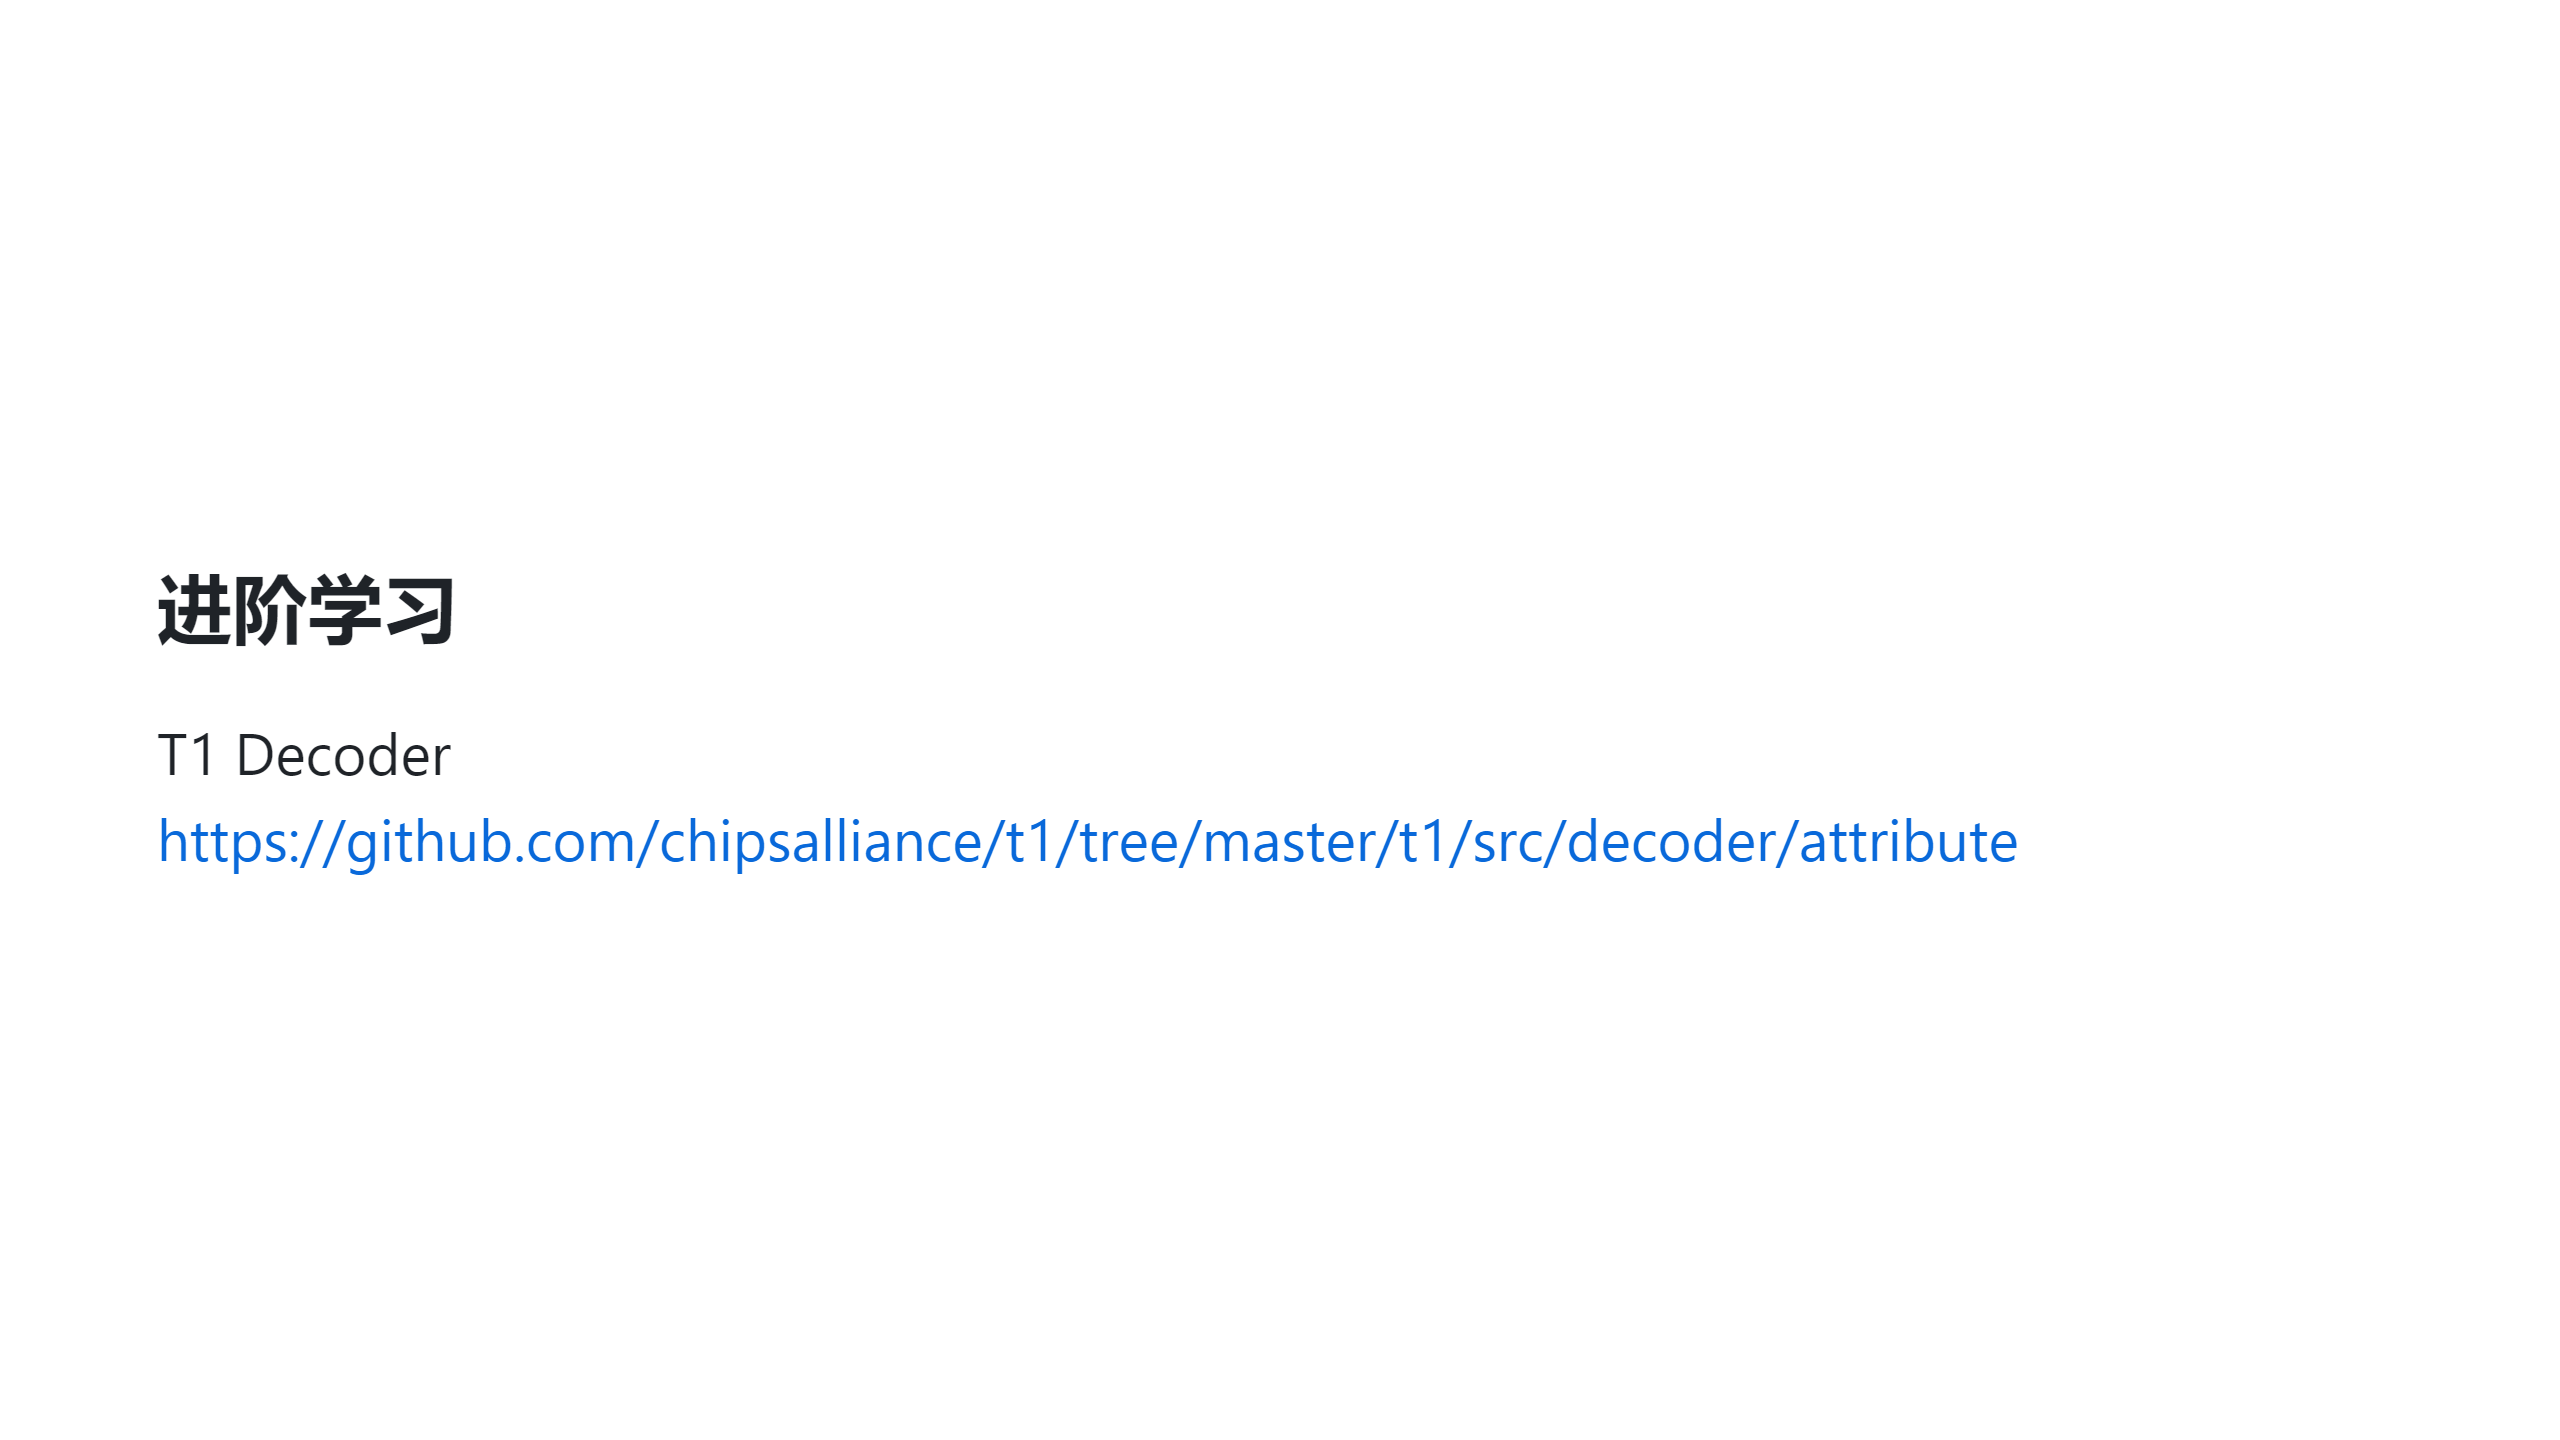 进阶学习
T1 Decoder
https://github.com/chipsalliance/t1/tree/master/t1/src/decoder/attribute